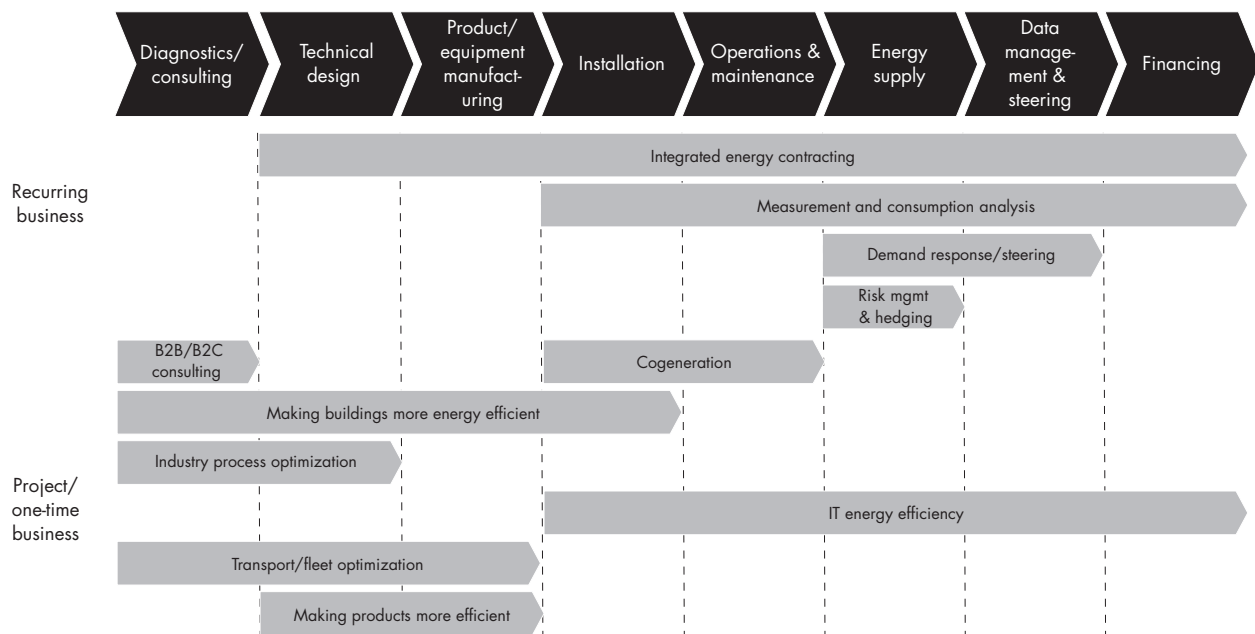 Diagnostics/
consulting
Technical
design
Product/
equipment
manufact-
uring
Installation
Operations &
maintenance
Energy
supply
Data
manage-
ment &
steering
Financing
Recurring
business
Integrated energy contracting
Measurement and consumption analysis
Demand response/steering
Risk mgmt
& hedging
B2B/B2C
consulting
Cogeneration
Making buildings more energy efficient
Industry process optimization
Project/
one-time
business
IT energy efficiency
Transport/fleet optimization
Making products more efficient